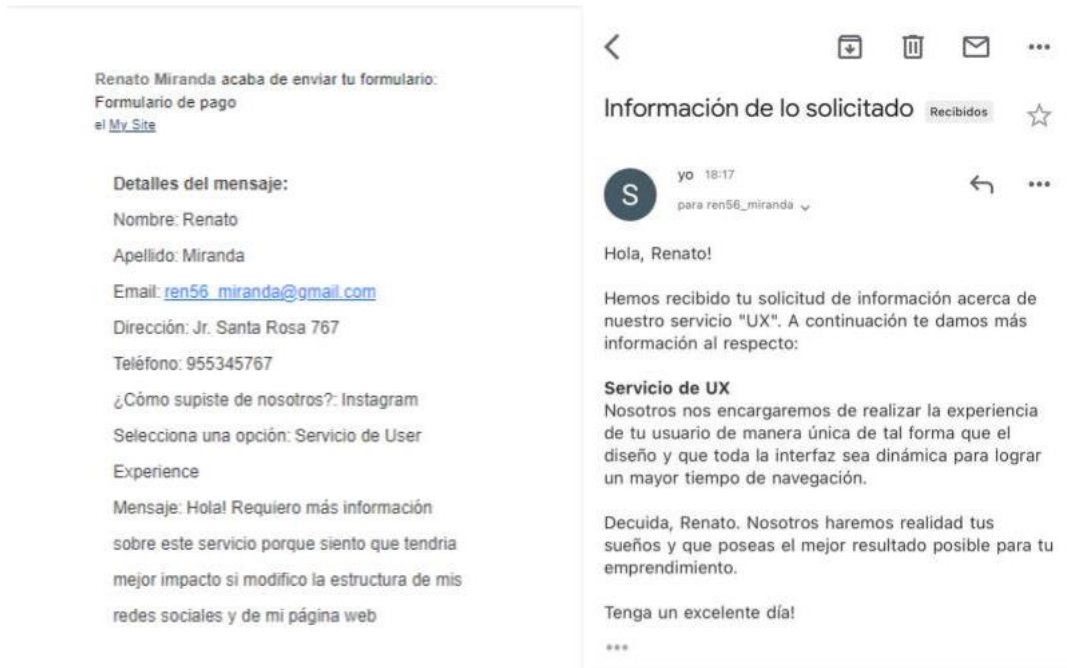 Renato Miranda acaba de enviar tu formulario:
Formulario de pago
el My Site
Detalles del mensaje:
Nombre: Renato
Apellido: Miranda
Email: ren56_miranda@gmail.com
Dirección: Jr. Santa Rosa 767
Teléfono: 955345767
¿Cómo supiste de nosotros?: Instagram
Selecciona una opción: Servicio de User
Experience
Mensaje: Hola! Requiero más información
sobre este servicio porque siento que tendria
mejor impacto si modifico la estructura de mis
redes sociales y de mi página web
Información de lo solicitado Recibidos
S
yo 18:17
para ren56_miranda
Hola, Renato!
Hemos recibido tu solicitud de información acerca de
nuestro servicio "UX". A continuación te damos más
información al respecto:
Servicio de UX
Nosotros nos encargaremos de realizar la experiencia
de tu usuario de manera única de tal forma que el
diseño y que toda la interfaz sea dinámica para lograr
un mayor tiempo de navegación.
Decuida, Renato. Nosotros haremos realidad tus
sueños y que poseas el mejor resultado posible para tu
emprendimiento.
Tenga un excelente día!